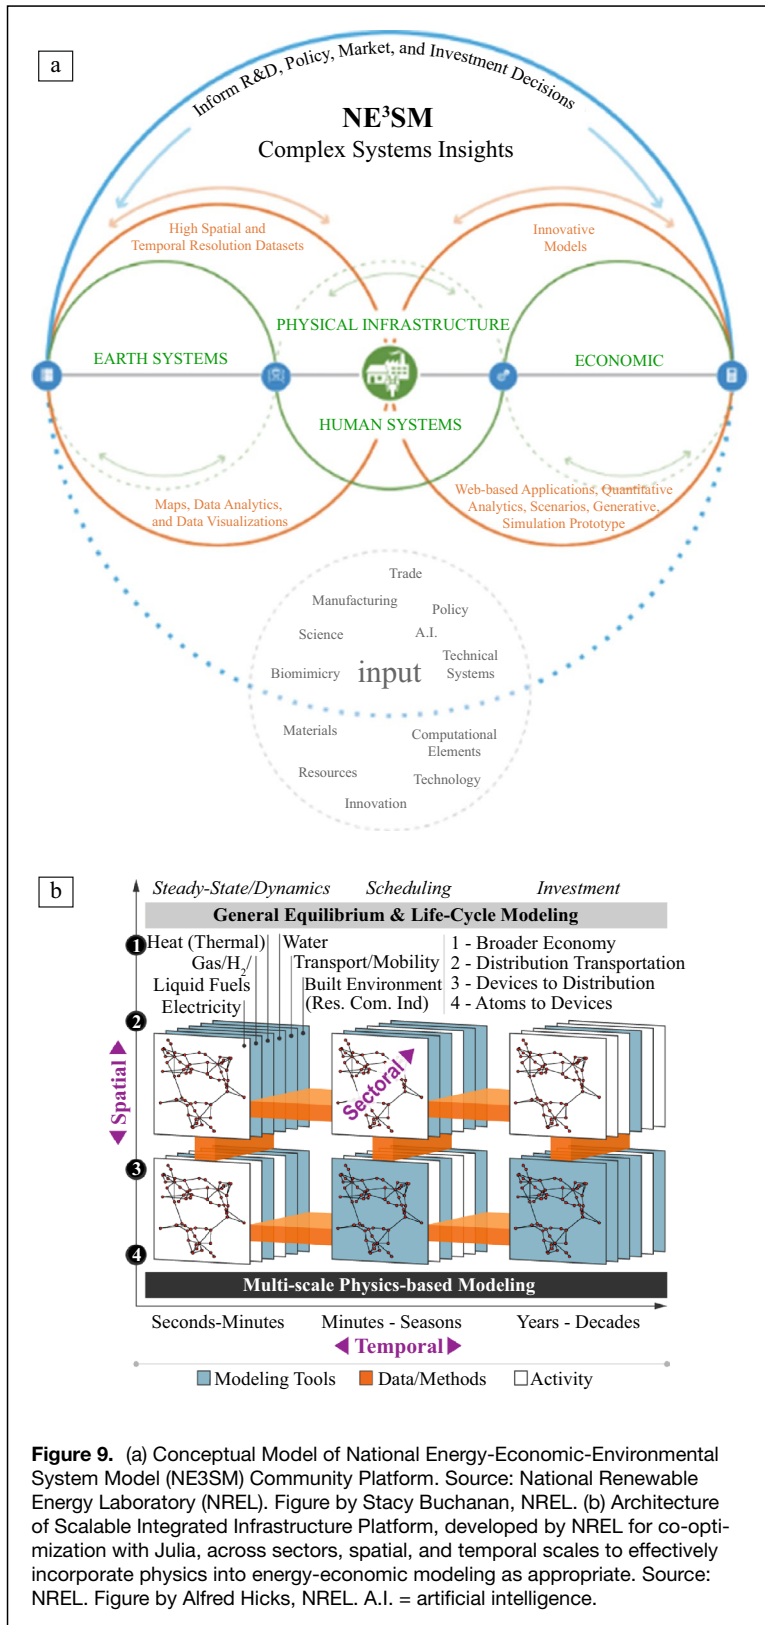 a
Inform R&D, Policy, Market, and Investment Decisions
NE³SM
Complex Systems Insights
High Spatial and
Temporal Resolution Datasets
Innovative
Models
PHYSICAL INFRASTRUCTURE
EARTH SYSTEMS
ECONOMIC
HUMAN SYSTEMS
Maps, Data Analytics,
and Data Visualizations
Web-based Applications, Quantitative
Analytics, Scenarios, Generative,
Simulation Prototype
Trade
Manufacturing
Policy
Science
A.I.
Technical
Systems
Biomimicry
input
Materials
Computational
Elements
Resources
Technology
Innovation
b
Steady-State/Dynamics
Scheduling
Investment
General Equilibrium & Life-Cycle Modeling
1
Heat (Thermal)
Gas/H₂/
Liquid Fuels
Electricity
Water
Transport/Mobility
Built Environment
(Res. Com. Ind)
1 - Broader Economy
2 - Distribution Transportation
3 - Devices to Distribution
4 - Atoms to Devices
2
Spatial
Sectoral
3
4
Multi-scale Physics-based Modeling
Seconds-Minutes
Minutes - Seasons
Years - Decades
Temporal
Modeling Tools
Data/Methods
Activity
Figure 9. (a) Conceptual Model of National Energy-Economic-Environmental
System Model (NE3SM) Community Platform. Source: National Renewable
Energy Laboratory (NREL). Figure by Stacy Buchanan, NREL. (b) Architecture
of Scalable Integrated Infrastructure Platform, developed by NREL for co-opti-
mization with Julia, across sectors, spatial, and temporal scales to effectively
incorporate physics into energy-economic modeling as appropriate. Source:
NREL. Figure by Alfred Hicks, NREL. A.I. = artificial intelligence.